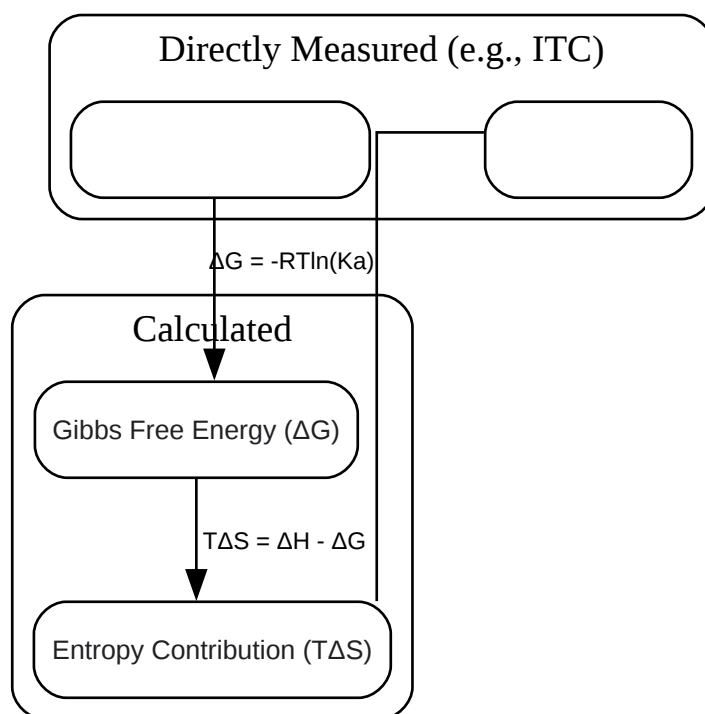 Directly Measured (e.g., ITC)
ΔG = -RTln(Ka)
Calculated
Gibbs Free Energy (ΔG)
TΔS = ΔH - ΔG
Entropy Contribution (TΔS)